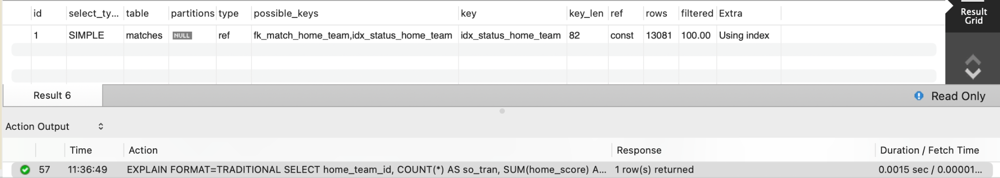 id select_ty... table partitions type possible_keys key key_len ref rows filtered Extra
1 SIMPLE matches NULL ref fk_match_home_team,idx_status_home_team idx_status_home_team 82 const 13081 100.00 Using index
Result
Grid
Result 6
Read Only
Action Output
Time Action Response Duration / Fetch Time
57 11:36:49 EXPLAIN FORMAT=TRADITIONAL SELECT home_team_id, COUNT(*) AS so_tran, SUM(home_score) A... 1 row(s) returned 0.0015 sec / 0.00001...